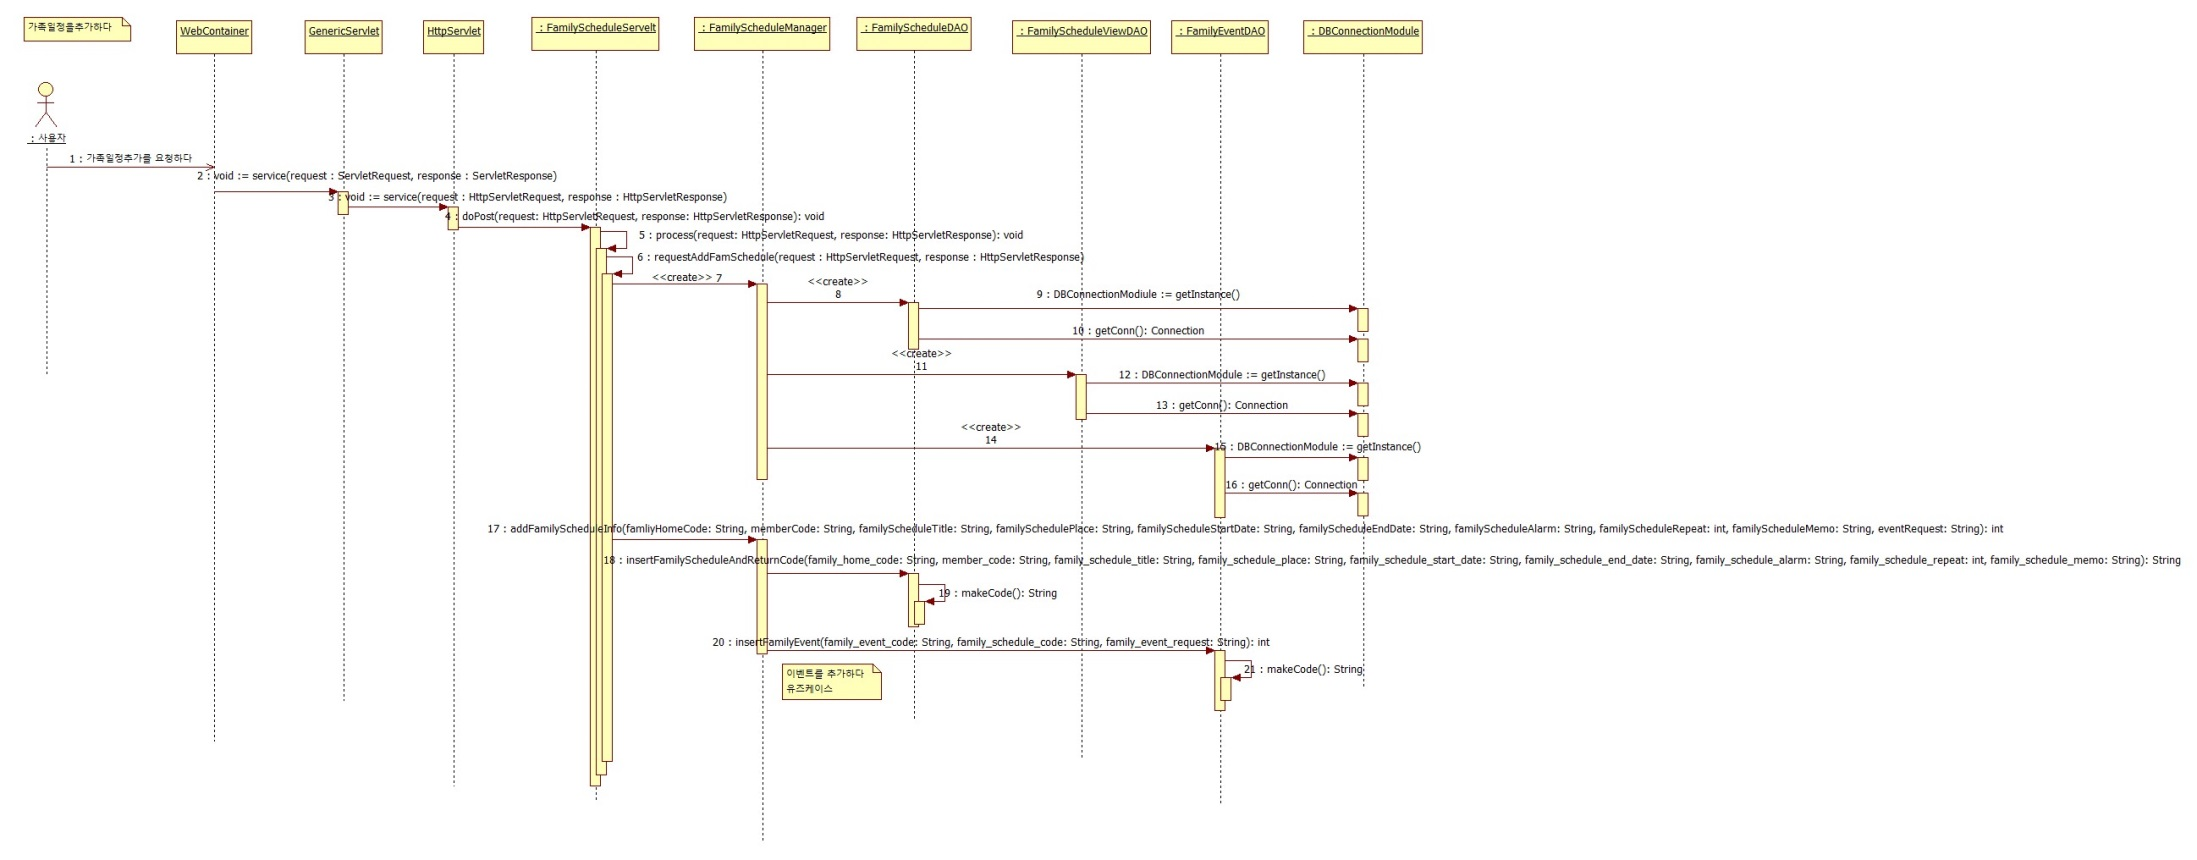 가족일정을추가하다
WebContainer
GenericServlet
HttpServlet
: FamilyScheduleServelt
: FamilyScheduleManager
: FamilyScheduleDAO
: FamilyScheduleViewDAO
: FamilyEventDAO
: DBConnectionModule
: 사용자
1 : 가족일정추가를 요청하다
2 : void := service(request : ServletRequest, response : ServletResponse)
3 : void := service(request : HttpServletRequest, response : HttpServletResponse)
4 : doPost(request: HttpServletRequest, response: HttpServletResponse): void
5 : process(request: HttpServletRequest, response: HttpServletResponse): void
6 : requestAddFamSchedule(request : HttpServletRequest, response : HttpServletResponse)
<<create>> 7
<<create>>
8
9 : DBConnectionModiule := getInstance()
10 : getConn(): Connection
<<create>>
11
12 : DBConnectionModule := getInstance()
13 : getConn(): Connection
<<create>>
14
15 : DBConnectionModule := getInstance()
16 : getConn(): Connection
17 : addFamilyScheduleInfo(famliyHomeCode: String, memberCode: String, familyScheduleTitle: String, familySchedulePlace: String, familyScheduleStartDate: String, familyScheduleEndDate: String, familyScheduleAlarm: String, familyScheduleRepeat: int, familyScheduleMemo: String, eventRequest: String): int
18 : insertFamilyScheduleAndReturnCode(family_home_code: String, member_code: String, family_schedule_title: String, family_schedule_place: String, family_schedule_start_date: String, family_schedule_end_date: String, family_schedule_alarm: String, family_schedule_repeat: int, family_schedule_memo: String): String
19 : makeCode(): String
20 : insertFamilyEvent(family_event_code: String, family_schedule_code: String, family_event_request: String): int
이벤트를 추가하다
유즈케이스
21 : makeCode(): String